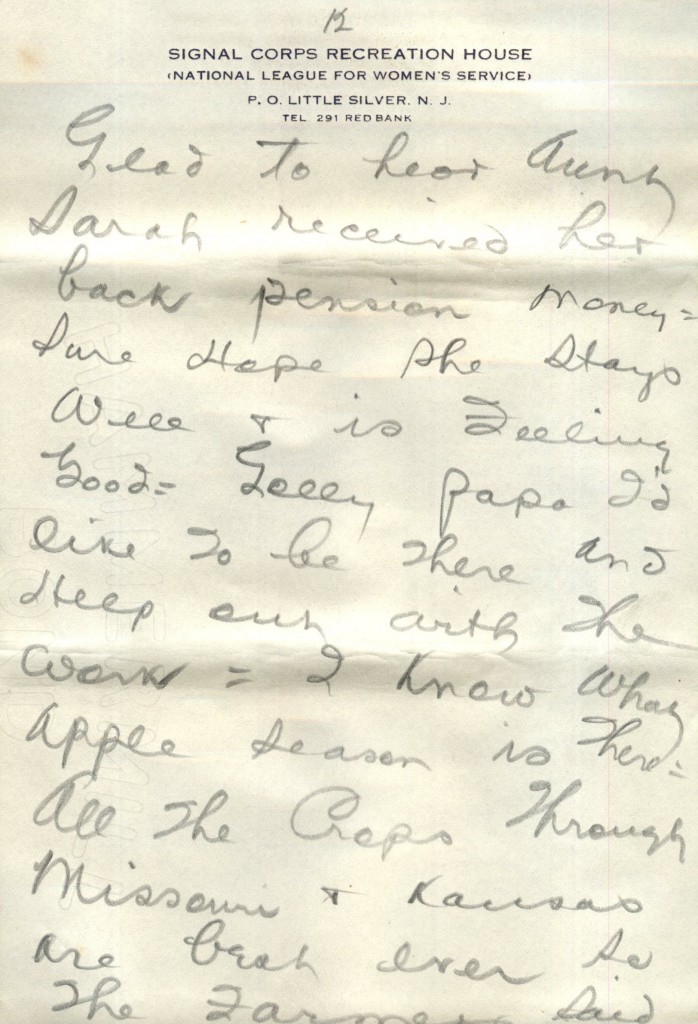 12
SIGNAL CORPS RECREATION HOUSE
(NATIONAL LEAGUE FOR WOMEN'S SERVICE)
P. O. LITTLE SILVER, N. J.
TEL 291 RED BANK
Glad to hear Aunt
Sarah received her
back pension money=
Sure Hope she stays
Well + is Feeling
Good= Golly Papa I'd
like to be there and
Help out with the
work = I know what
Apple season is there=
All the Crops through
Missouri + Kansas
are best ever so
The Farmers said